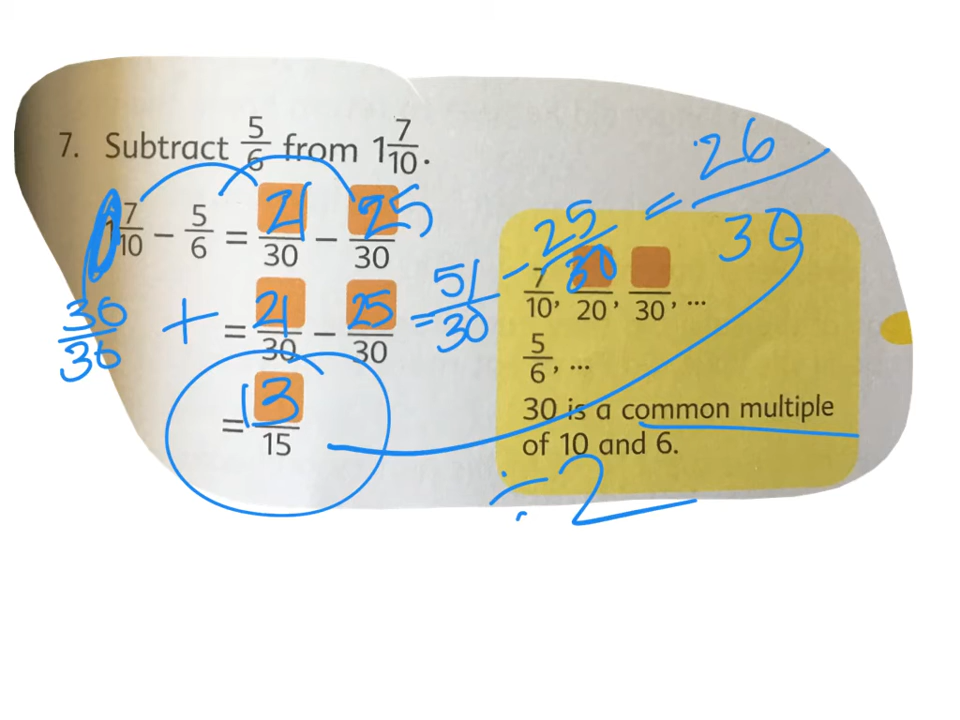 7. Subtract 5/6 from 1 7/10.
1 7/10 − 5/6 = 21/30 − 25/30
30/30 + = 21/30 − 25/30 = 51/30 − 25/30 = 26/30
= 13/15
7/10, /20, /30, ...
5/6, ...
30 is a common multiple
of 10 and 6.
÷2